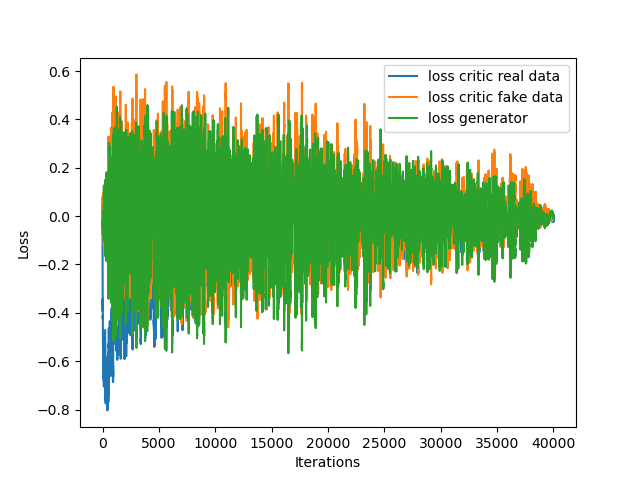 loss critic real data
loss critic fake data
loss generator
0.6
0.4
0.2
0.0
−0.2
−0.4
−0.6
−0.8
Loss
0 5000 10000 15000 20000 25000 30000 35000 40000
Iterations